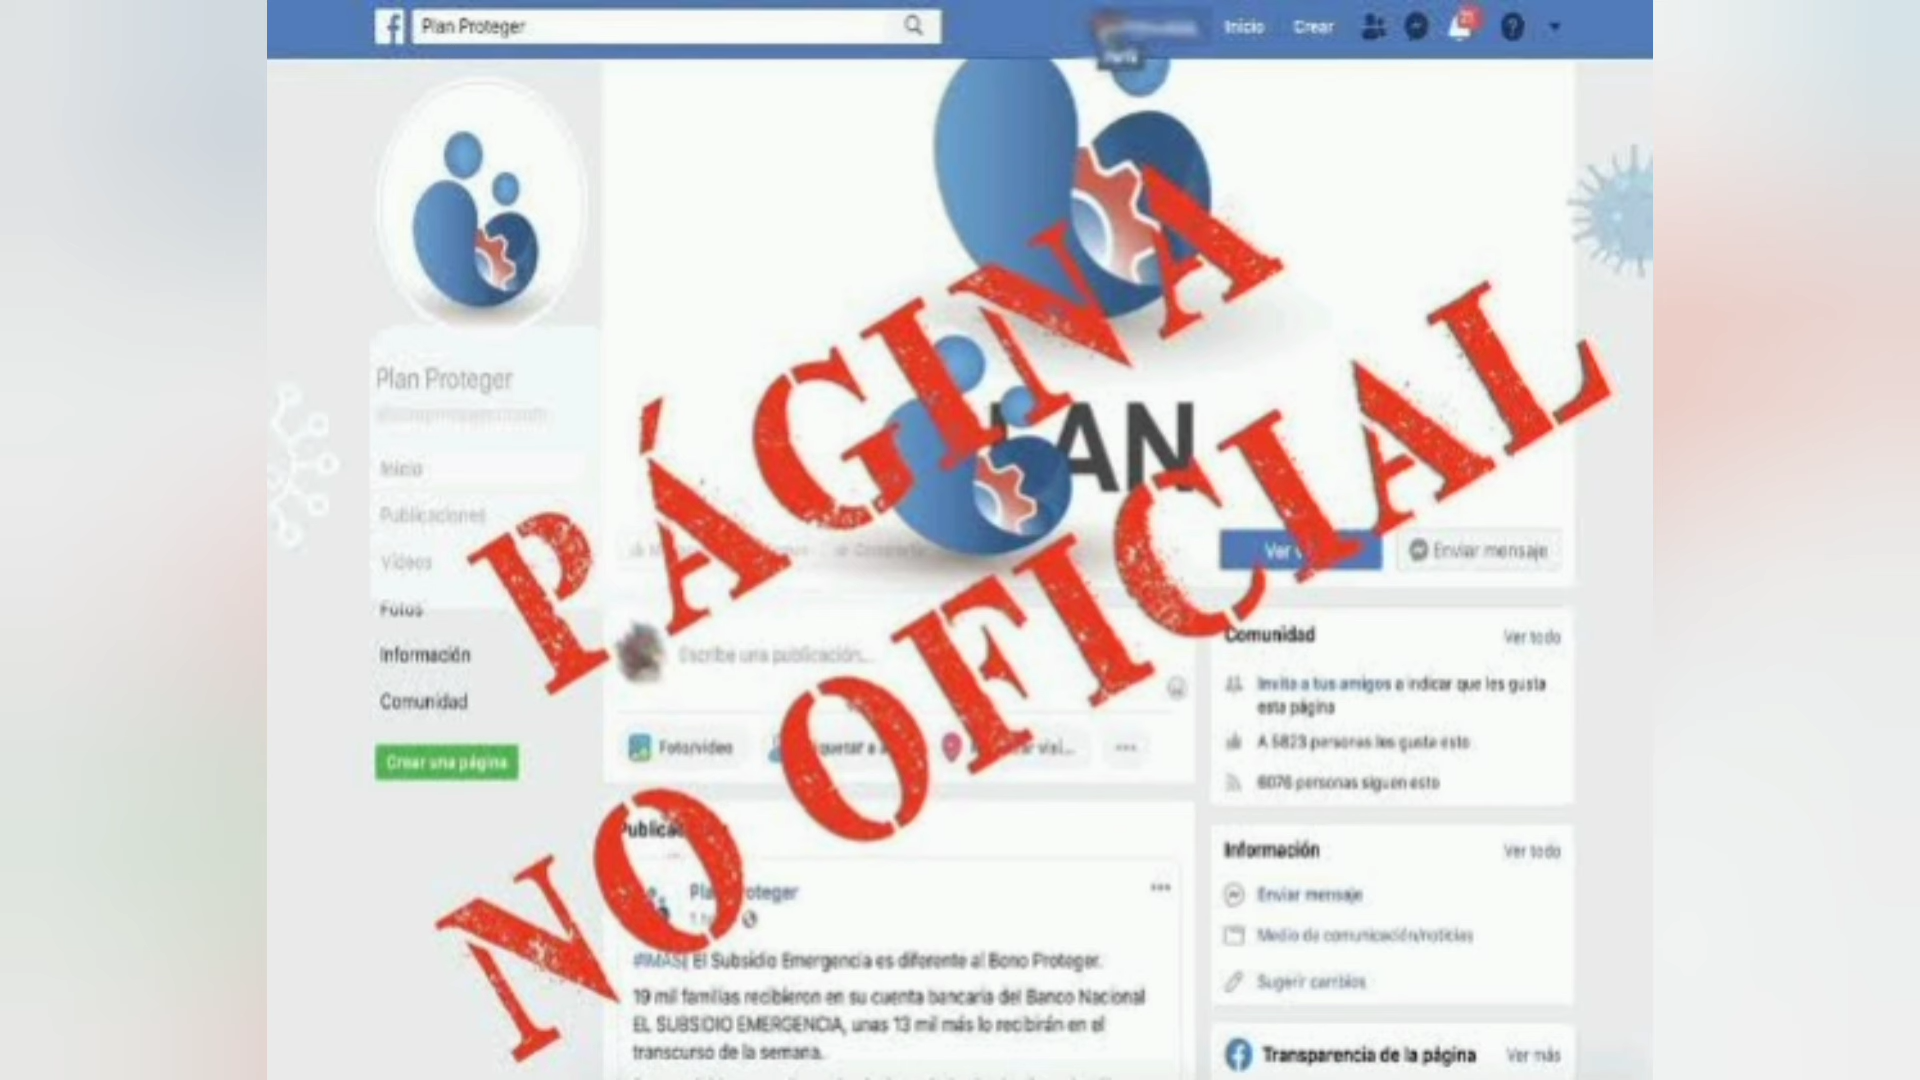 Plan Proteger
Inicio
Crear
PÁGINA
NO OFICIAL
Plan Proteger
Inicio
Publicaciones
Videos
Fotos
Información
Comunidad
Crear una página
AN
Ver
Enviar mensaje
Escribe una publicación...
Foto/video
Comunidad
Ver todo
Invita a tus amigos a indicar que les gusta
esta página
A 5823 personas les gusta esto
6076 personas siguen esto
Información
Ver todo
Enviar mensaje
Medio de comunicación/noticias
Sugerir cambios
Transparencia de la página
Ver más
Plan Proteger
#IMAS| El Subsidio Emergencia es diferente al Bono Proteger.
19 mil familias recibieron en su cuenta bancaria del Banco Nacional
EL SUBSIDIO EMERGENCIA, unas 13 mil más lo recibirán en el
transcurso de la semana.